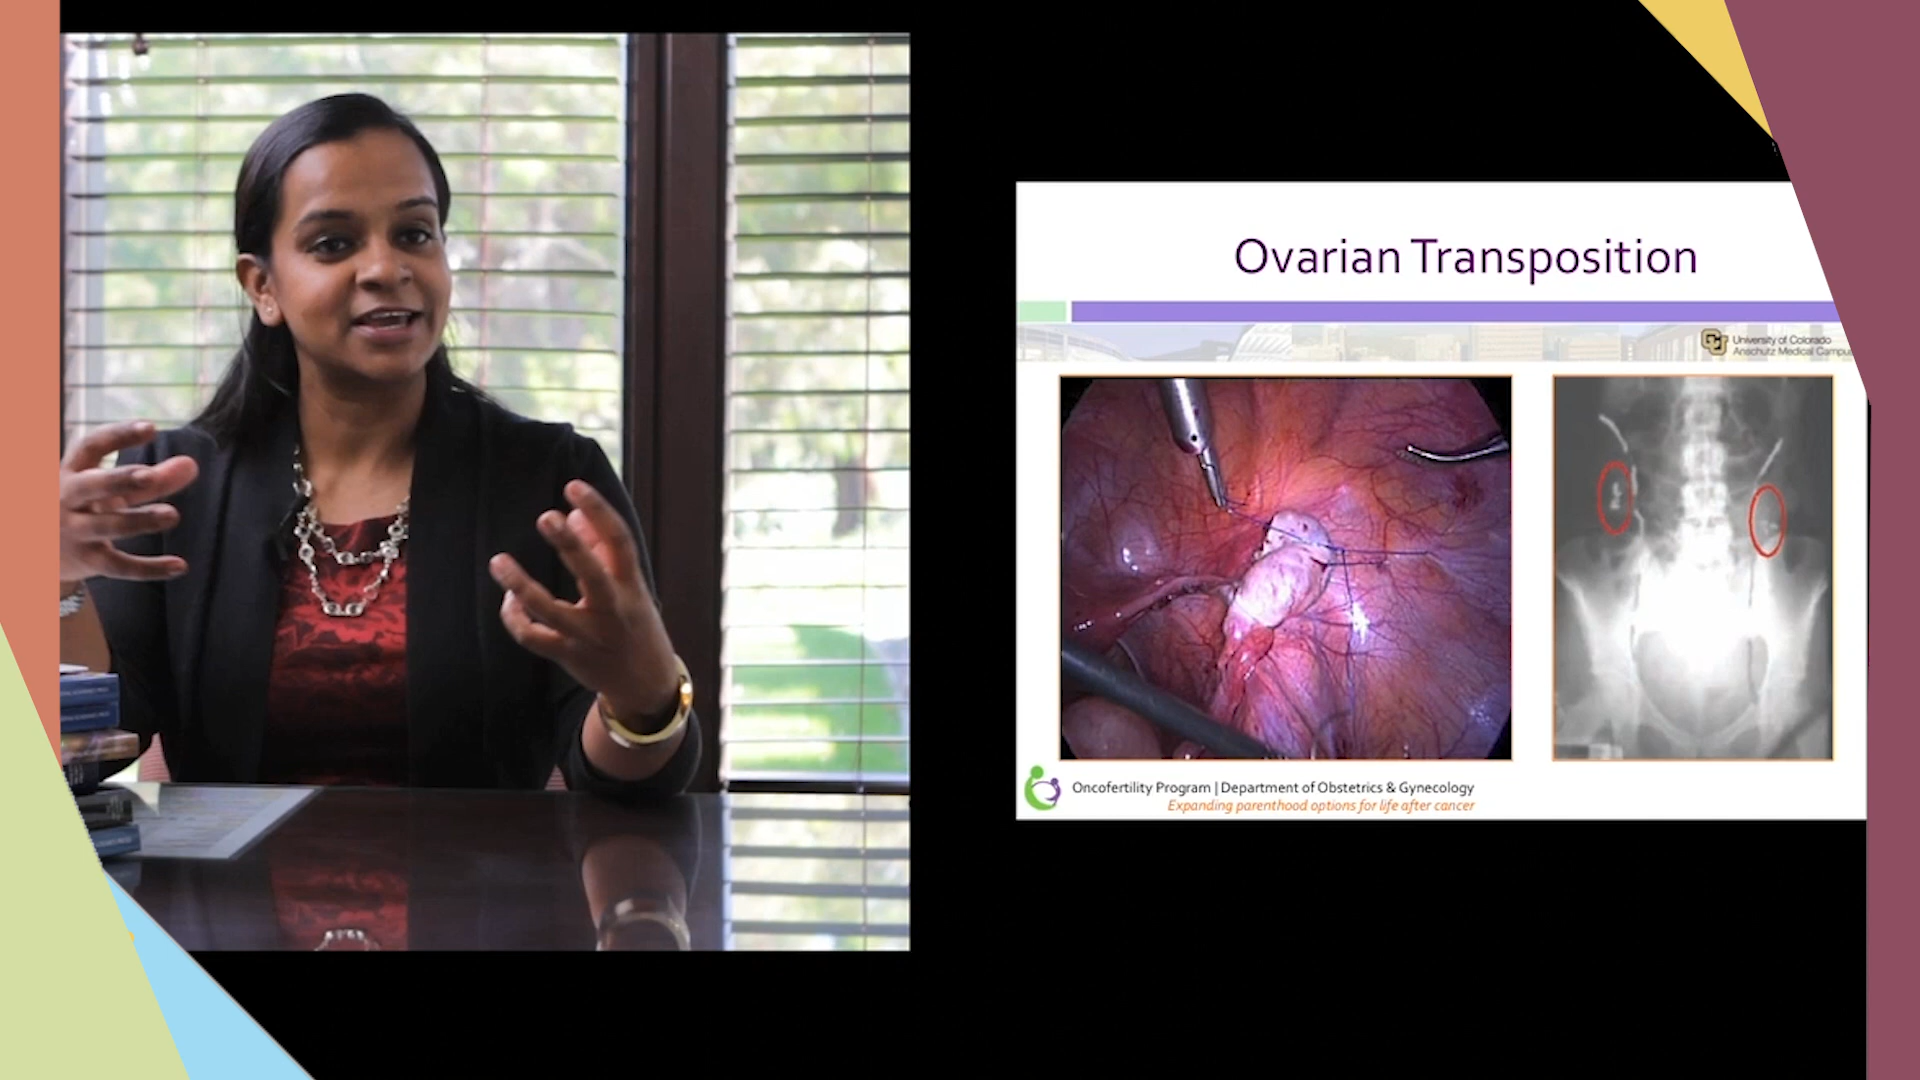 Ovarian Transposition
University of Colorado
Anschutz Medical Campus
Oncofertility Program | Department of Obstetrics & Gynecology
Expanding parenthood options for life after cancer